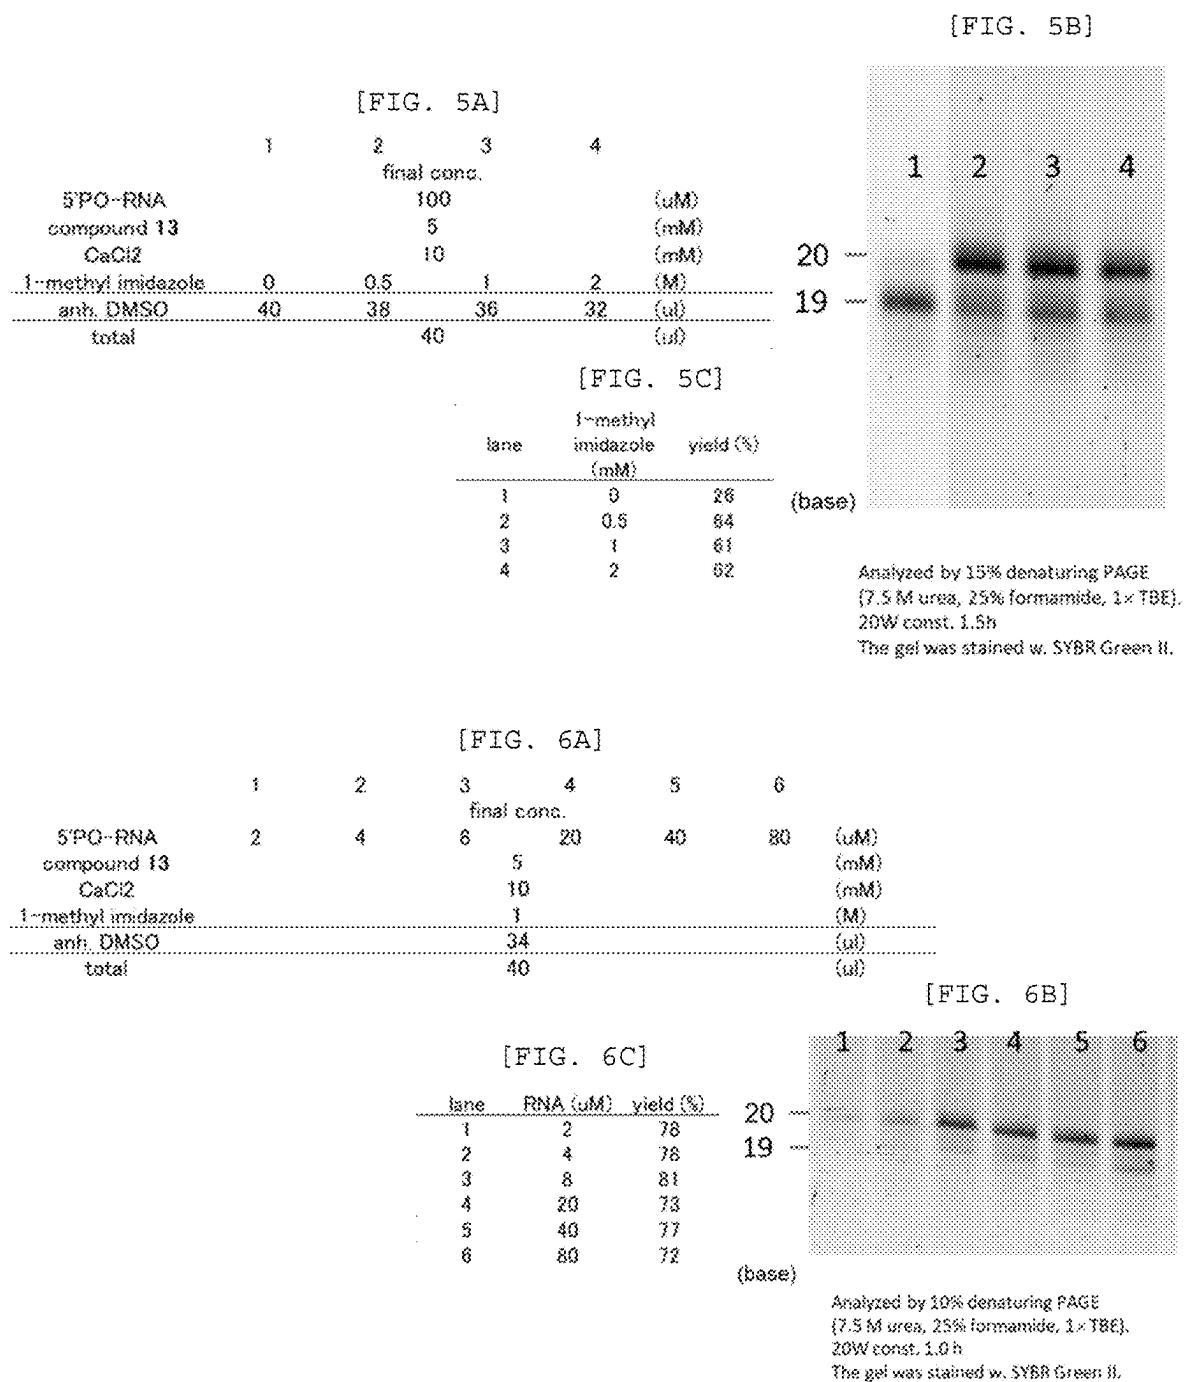 [FIG. 5B]
[FIG. 5A]
1 2 3 4
final conc.
5'PO-RNA 100 (uM)
compound 13 5 (mM)
CaCl2 10 (mM)
1-methyl imidazole 0 0.5 1 2 (M)
anh. DMSO 40 38 36 32 (ul)
total 40 (ul)
1 2 3 4
20
19
(base)
[FIG. 5C]
1-methyl
lane imidazole yield (%)
(mM)
1 0 26
2 0.5 64
3 1 61
4 2 62
Analyzed by 15% denaturing PAGE
(7.5 M urea, 25% formamide, 1× TBE).
20W const. 1.5h
The gel was stained w. SYBR Green II.
[FIG. 6A]
1 2 3 4 5 6
final conc.
5'PO-RNA 2 4 8 20 40 80 (uM)
compound 13 5 (mM)
CaCl2 10 (mM)
1-methyl imidazole 1 (M)
anh. DMSO 34 (ul)
total 40 (ul)
[FIG. 6B]
1 2 3 4 5 6
20
19
(base)
[FIG. 6C]
lane RNA (uM) yield (%)
1 2 78
2 4 78
3 8 81
4 20 73
5 40 77
6 80 72
Analyzed by 10% denaturing PAGE
(7.5 M urea, 25% formamide, 1× TBE).
20W const. 1.0 h
The gel was stained w. SYBR Green II.